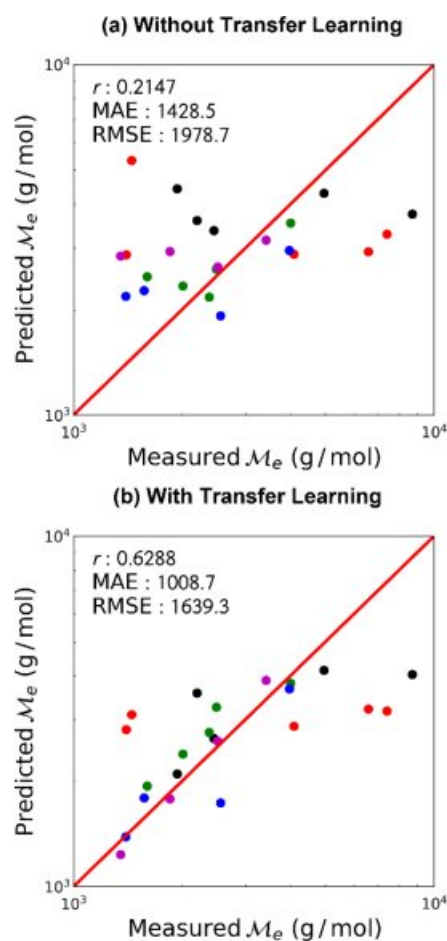 (a) Without Transfer Learning
10⁴
r : 0.2147
MAE : 1428.5
RMSE : 1978.7
Predicted ℳₑ (g/mol)
10³
10³ 10⁴
Measured ℳₑ (g/mol)
(b) With Transfer Learning
10⁴
r : 0.6288
MAE : 1008.7
RMSE : 1639.3
Predicted ℳₑ (g/mol)
10³
10³ 10⁴
Measured ℳₑ (g/mol)